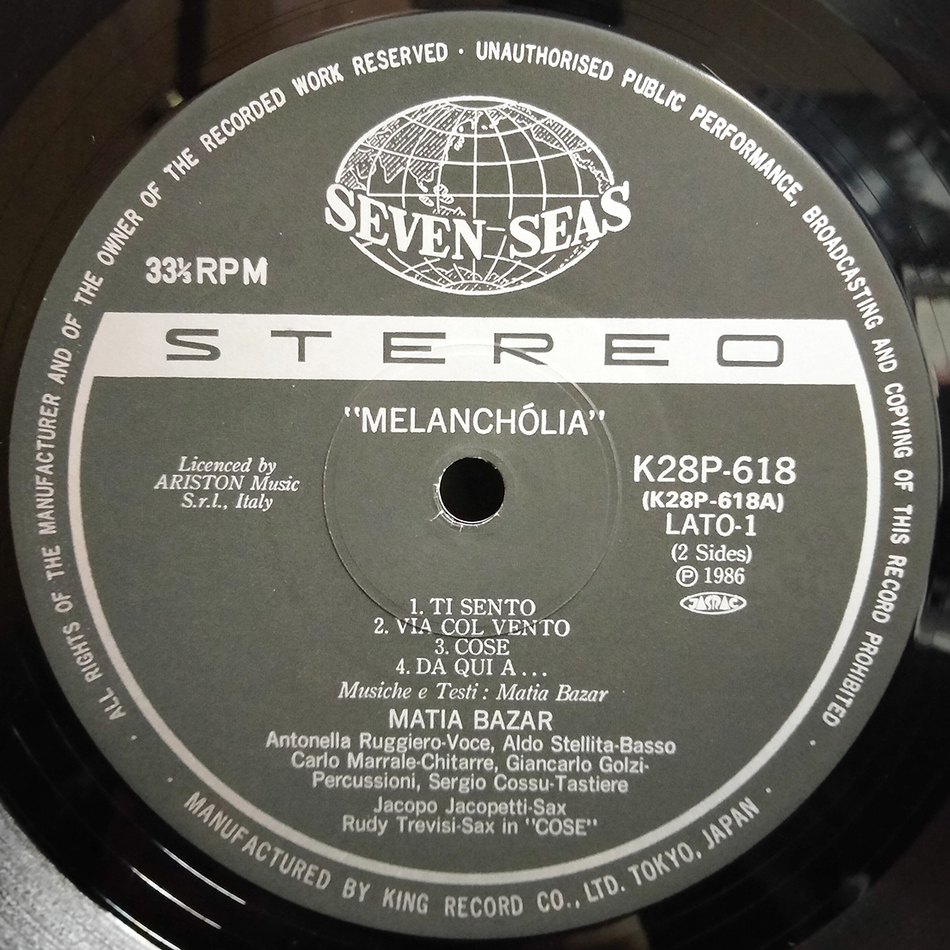 ALL RIGHTS OF THE MANUFACTURER AND OF THE OWNER OF THE RECORDED WORK RESERVED · UNAUTHORISED PUBLIC PERFORMANCE, BROADCASTING AND COPYING OF THIS RECORD PROHIBITED ·
SEVEN SEAS
33⅓ RPM
STEREO
"MELANCHÓLIA"
Licenced by
ARISTON Music
S.r.l., Italy
K28P-618
(K28P-618A)
LATO-1
(2 Sides)
Ⓟ 1986
JASRAC
1. TI SENTO
2. VIA COL VENTO
3. COSE
4. DA QUI A...
Musiche e Testi : Matia Bazar
MATIA BAZAR
Antonella Ruggiero-Voce, Aldo Stellita-Basso
Carlo Marrale-Chitarre, Giancarlo Golzi-
Percussioni, Sergio Cossu-Tastiere
Jacopo Jacopetti-Sax
Rudy Trevisi-Sax in "COSE"
MANUFACTURED BY KING RECORD CO., LTD. TOKYO, JAPAN ·